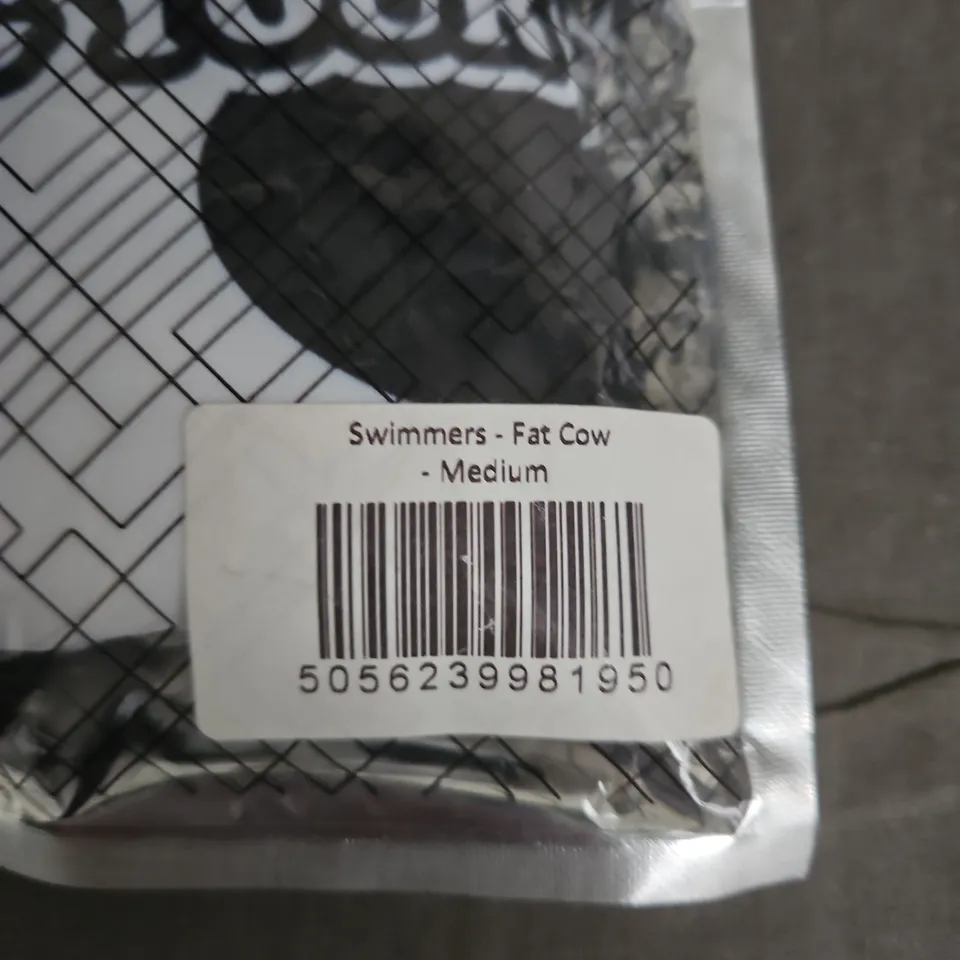 Swimmers - Fat Cow
- Medium
5056239981950